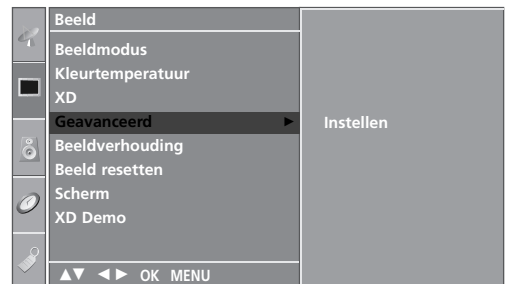 Beeld
Beeldmodus
Kleurtemperatuur
XD
Geavanceerd ► Instellen
Beeldverhouding
Beeld resetten
Scherm
XD Demo
▲▼ ◄► OK MENU